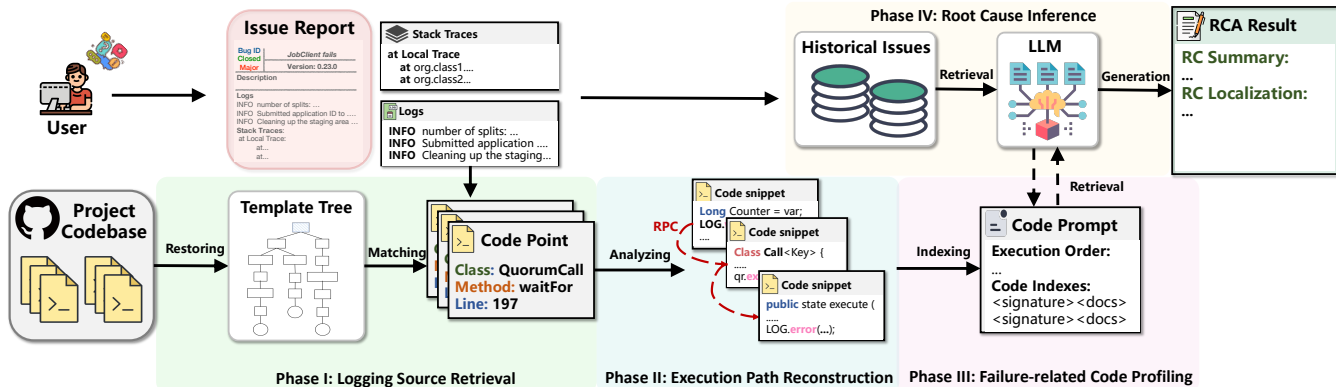 User
Issue Report
Bug ID
Closed
Major
JobClient fails
Version: 0.23.0
Description
Logs
INFO number of splits: ...
INFO Submitted application ID to ....
INFO Cleaning up the staging area ...
Stack Traces:
at Local Trace:
at...
at...
Stack Traces
at Local Trace
at org.class1....
at org.class2...
Logs
INFO number of splits: ...
INFO Submitted application ....
INFO Cleaning up the staging...
Phase IV: Root Cause Inference
Historical Issues
Retrieval
LLM
Generation
RCA Result
RC Summary:
...
RC Localization:
...
Retrieval
Project
Codebase
Restoring
Template Tree
Matching
Code Point
Class: QuorumCall
Method: waitFor
Line: 197
Analyzing
Code snippet
Long Counter = var;
LOG.
....
RPC
Code snippet
Class Call<Key> {
.....
qr.ex
Code snippet
public state execute (
.....
LOG.error(...);
Indexing
Code Prompt
Execution Order:
...
Code Indexes:
<signature><docs>
<signature><docs>
Phase I: Logging Source Retrieval
Phase II: Execution Path Reconstruction
Phase III: Failure-related Code Profiling